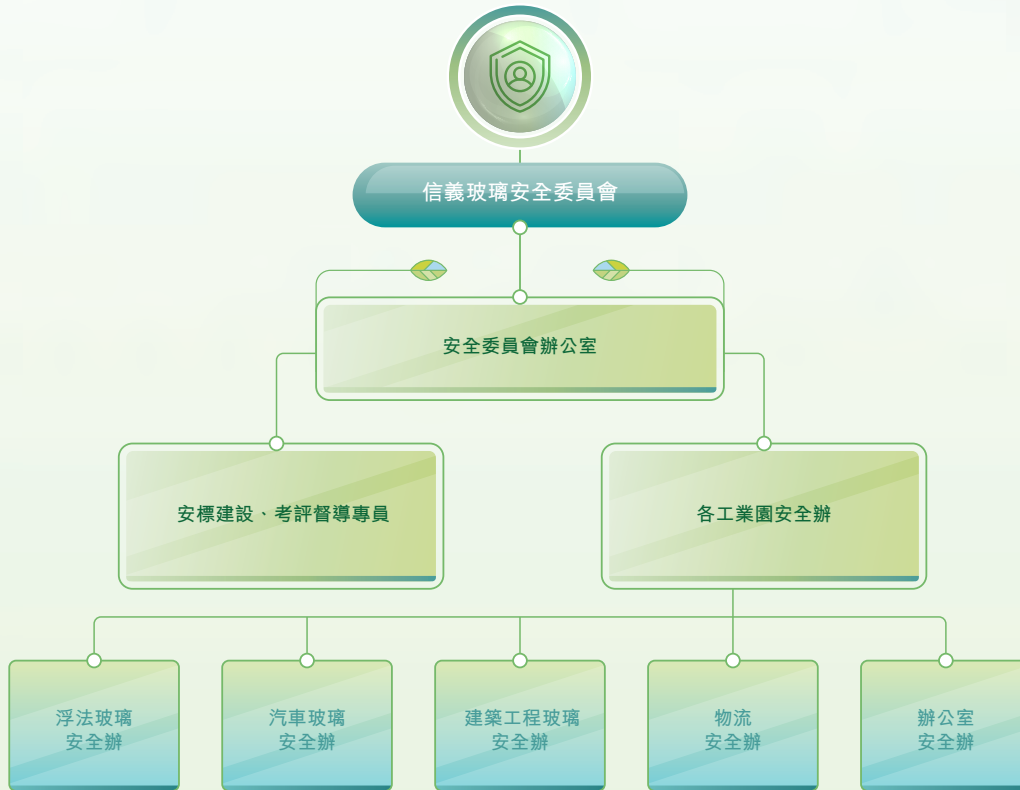 信義玻璃安全委員會
安全委員會辦公室
安標建設、考評督導專員
各工業園安全辦
浮法玻璃
安全辦
汽車玻璃
安全辦
建築工程玻璃
安全辦
物流
安全辦
辦公室
安全辦